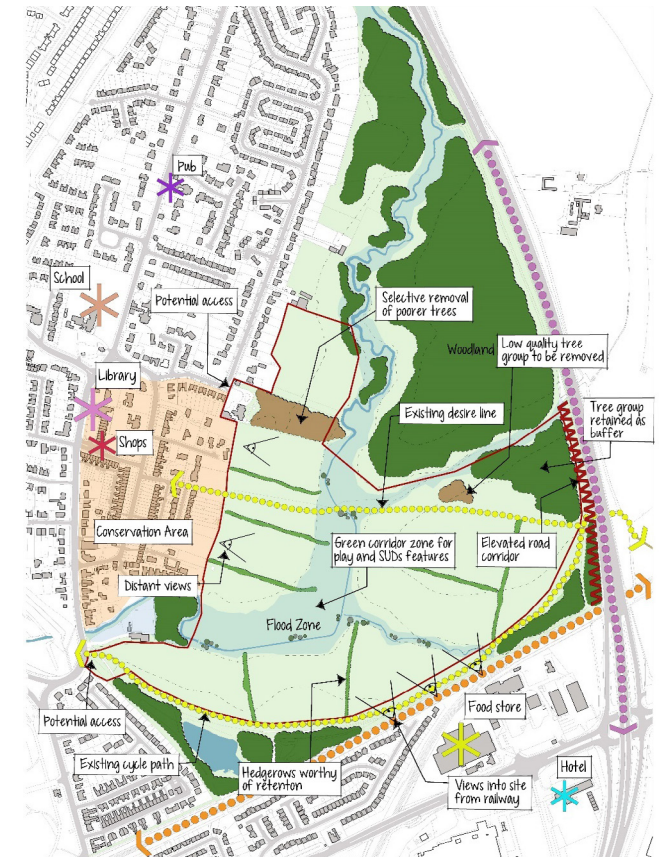 Pub
School
Potential access
Selective removal
of poorer trees
Woodland
Low quality tree
group to be removed
Library
Existing desire line
Tree group
retained as
buffer
Shops
Conservation Area
Green corridor zone for
play and SUDs features
Elevated road
corridor
Distant views
Flood Zone
Potential access
Food store
Existing cycle path
Hedgerows worthy
of retenton
Views into site
from railway
Hotel